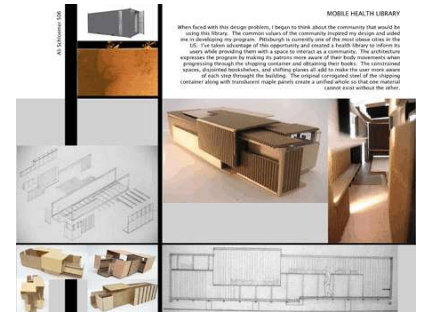 MOBILE HEALTH LIBRARY
When faced with this design problem, I began to think about the community that would be
using this library. The common values of the community inspired my design and aided
me in developing my program. Pittsburgh is currently one of the most obese cities in the
US. I've taken advantage of this opportunity and created a health library to inform its
users while providing them with a space to interact as a community. The architecture
expresses the program by making its patrons more aware of their body movements when
progressing through the shipping container and obtaining their books. The constrained
spaces, disjointed bookshelves, and shifting planes all add to make the user more aware
of each step throught the building. The original corrugated steel of the shipping
container along with translucent maple panels create a unified whole so that one material
cannot exist without the other.